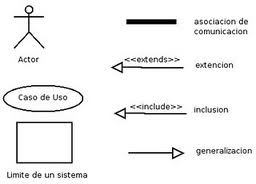 asociacion de
comunicacion
Actor
<<extends>>
extencion
Caso de Uso
<<include>>
inclusion
generalizacion
Limite de un sistema